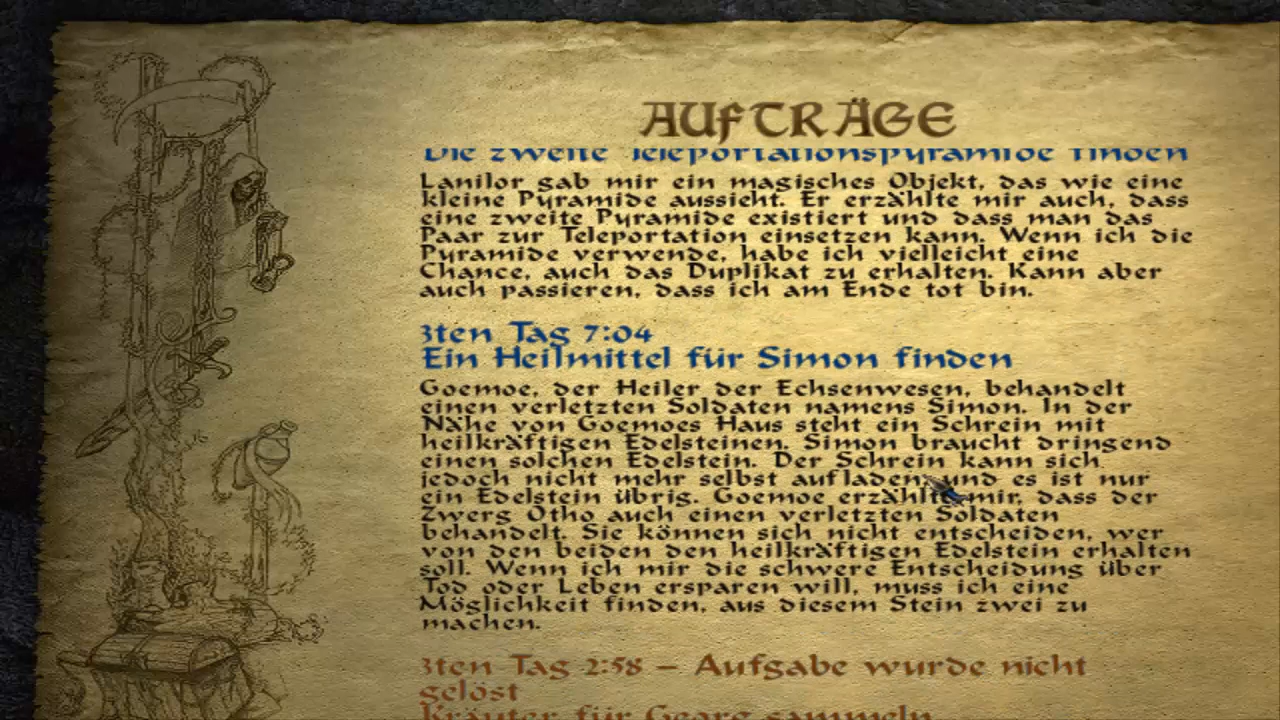 AUFTRÄGE
Die zweite Teleportationspyramide finden
Lanilor gab mir ein magisches Objekt, das wie eine
kleine Pyramide aussieht. Er erzählte mir auch, dass
eine zweite Pyramide existiert und dass man das
Paar zur Teleportation einsetzen kann. Wenn ich die
Pyramide verwende, habe ich vielleicht eine
Chance, auch das Duplikat zu erhalten. Kann aber
auch passieren, dass ich am Ende tot bin.
3ten Tag 7:04
Ein Heilmittel für Simon finden
Goemoe, der Heiler der Echsenwesen, behandelt
einen verletzten Soldaten namens Simon. In der
Nähe von Goemoes Haus steht ein Schrein mit
heilkräftigen Edelsteinen. Simon braucht dringend
einen solchen Edelstein. Der Schrein kann sich
jedoch nicht mehr selbst aufladen, und es ist nur
ein Edelstein übrig. Goemoe erzählte mir, dass der
Zwerg Otho auch einen verletzten Soldaten
behandelt. Sie können sich nicht entscheiden, wer
von den beiden den heilkräftigen Edelstein erhalten
soll. Wenn ich mir die schwere Entscheidung über
Tod oder Leben ersparen will, muss ich eine
Möglichkeit finden, aus diesem Stein zwei zu
machen.
3ten Tag 2:58 – Aufgabe wurde nicht
gelöst
Kräuter für Georg sammeln